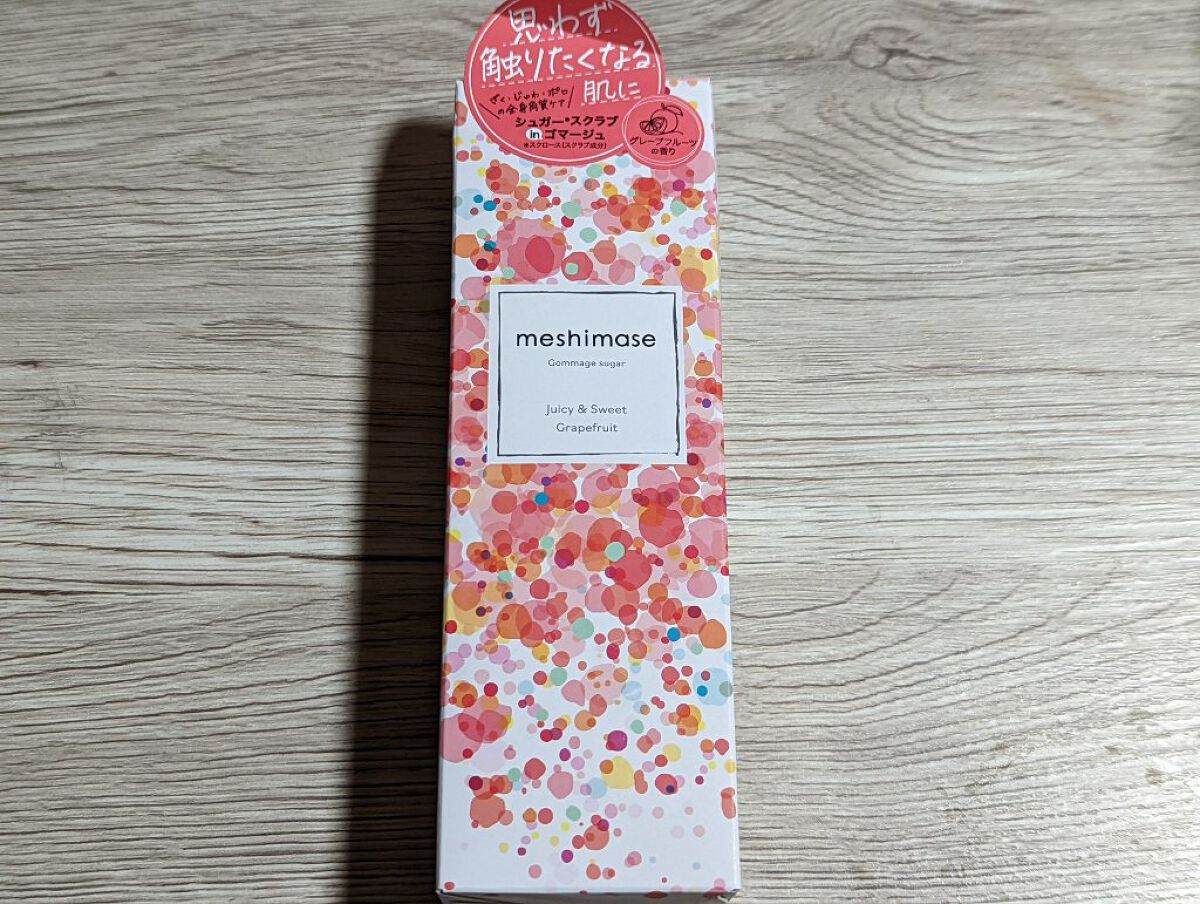 思わず
触りたくなる
肌に
ざく・じゅわ・ポロ
の全身角質ケア
シュガー*スクラブ
in ゴマージュ
*スクロース(スクラブ成分)
グレープフルーツ
の香り
meshimase
Gommage sugar
Juicy & Sweet
Grapefruit